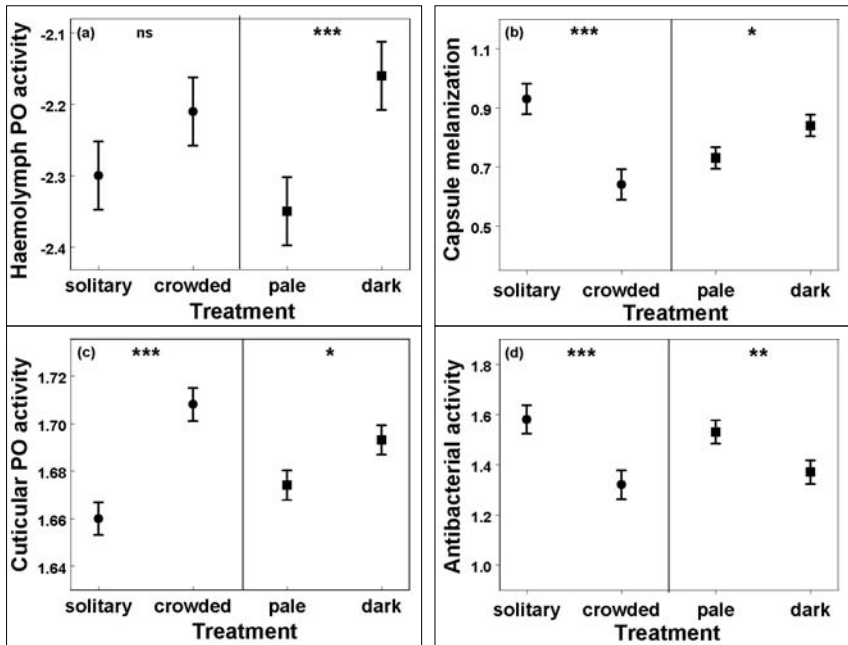 (a) ns ***
Haemolymph PO activity
-2.1
-2.2
-2.3
-2.4
solitary crowded pale dark
Treatment
(b) *** *
Capsule melanization
1.1
0.9
0.7
0.5
solitary crowded pale dark
Treatment
(c) *** *
Cuticular PO activity
1.72
1.70
1.68
1.66
1.64
solitary crowded pale dark
Treatment
(d) *** **
Antibacterial activity
1.8
1.6
1.4
1.2
1.0
solitary crowded pale dark
Treatment